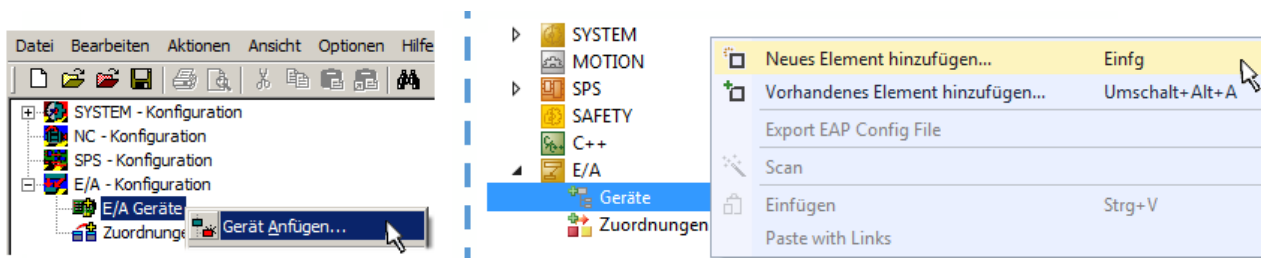 Datei Bearbeiten Aktionen Ansicht Optionen Hilfe
SYSTEM - Konfiguration
NC - Konfiguration
SPS - Konfiguration
E/A - Konfiguration
E/A Geräte
Gerät Anfügen...
Zuordnunge
SYSTEM
MOTION
SPS
SAFETY
C++
E/A
Geräte
Zuordnungen
Neues Element hinzufügen... Einfg
Vorhandenes Element hinzufügen... Umschalt+Alt+A
Export EAP Config File
Scan
Einfügen Strg+V
Paste with Links